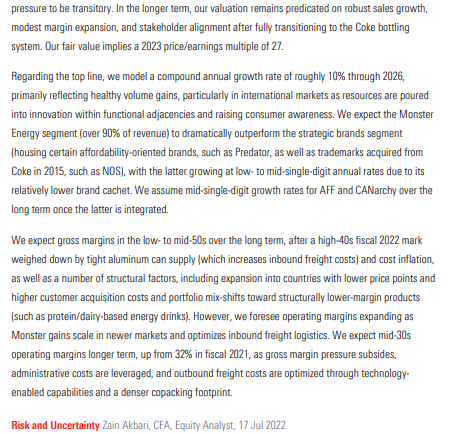 pressure to be transitory. In the longer term, our valuation remains predicated on robust sales growth,
modest margin expansion, and stakeholder alignment after fully transitioning to the Coke bottling
system. Our fair value implies a 2023 price/earnings multiple of 27.
Regarding the top line, we model a compound annual growth rate of roughly 10% through 2026,
primarily reflecting healthy volume gains, particularly in international markets as resources are poured
into innovation within functional adjacencies and raising consumer awareness. We expect the Monster
Energy segment (over 90% of revenue) to dramatically outperform the strategic brands segment
(housing certain affordability-oriented brands, such as Predator, as well as trademarks acquired from
Coke in 2015, such as NOS), with the latter growing at low- to mid-single-digit annual rates due to its
relatively lower brand cachet. We assume mid-single-digit growth rates for AFF and CANarchy over the
long term once the latter is integrated.
We expect gross margins in the low- to mid-50s over the long term, after a high-40s fiscal 2022 mark
weighed down by tight aluminum can supply (which increases inbound freight costs) and cost inflation,
as well as a number of structural factors, including expansion into countries with lower price points and
higher customer acquisition costs and portfolio mix-shifts toward structurally lower-margin products
(such as protein/dairy-based energy drinks). However, we foresee operating margins expanding as
Monster gains scale in newer markets and optimizes inbound freight logistics. We expect mid-30s
operating margins longer term, up from 32% in fiscal 2021, as gross margin pressure subsides,
administrative costs are leveraged, and outbound freight costs are optimized through technology-
enabled capabilities and a denser copacking footprint.
Risk and Uncertainty Zain Akbari, CFA, Equity Analyst, 17 Jul 2022